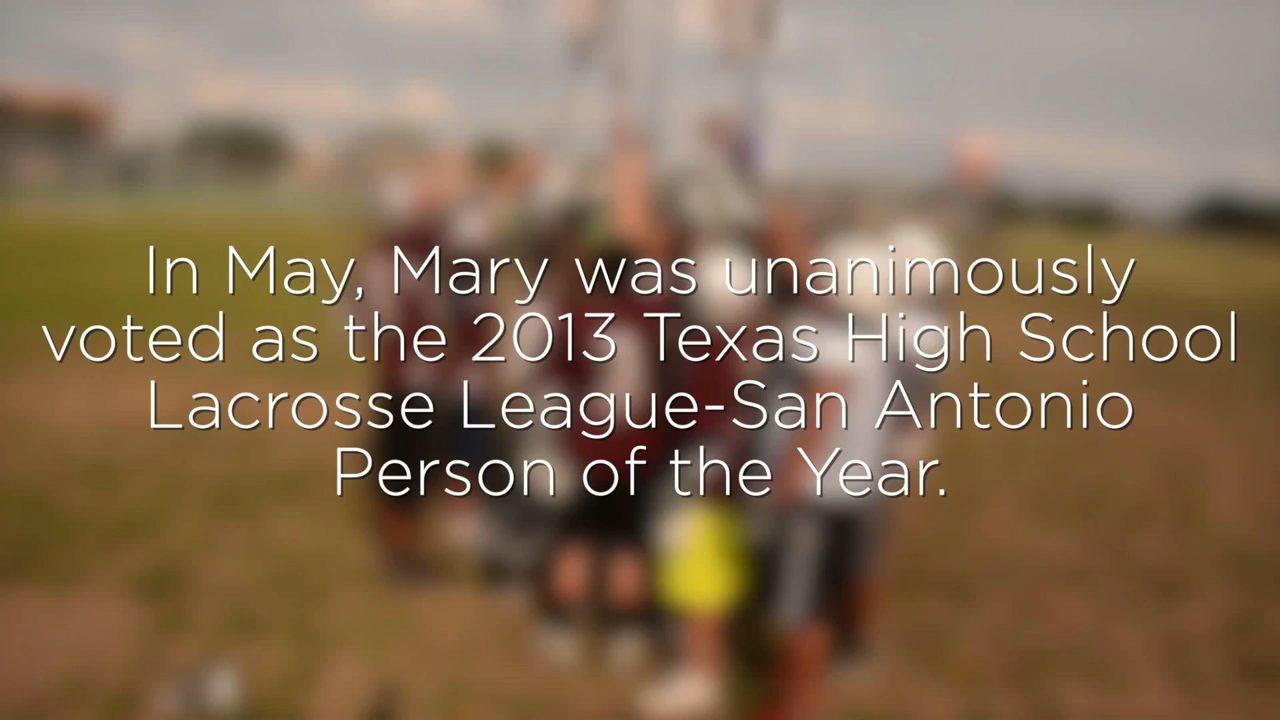 In May, Mary was unanimously
voted as the 2013 Texas High School
Lacrosse League-San Antonio
Person of the Year.